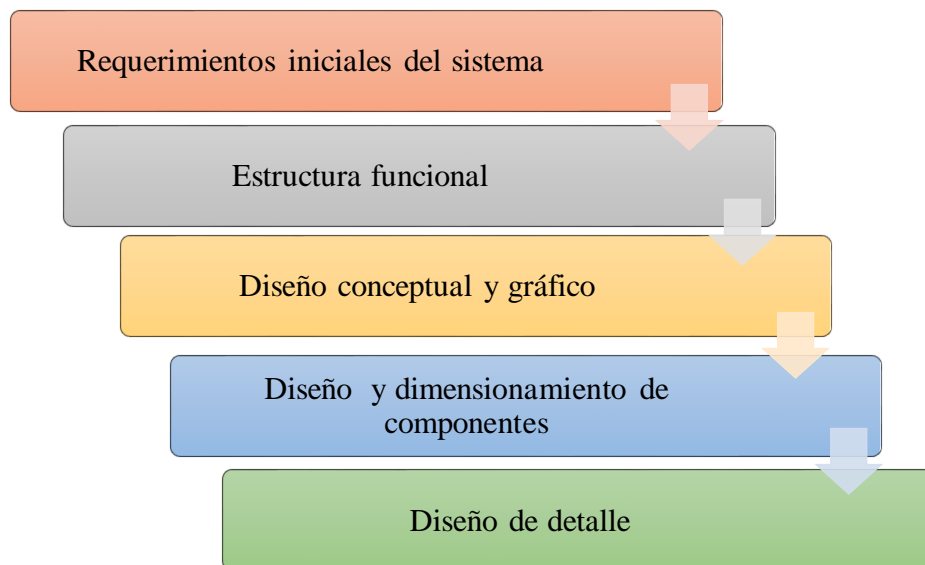 Requerimientos iniciales del sistema
Estructura funcional
Diseño conceptual y gráfico
Diseño y dimensionamiento de
componentes
Diseño de detalle